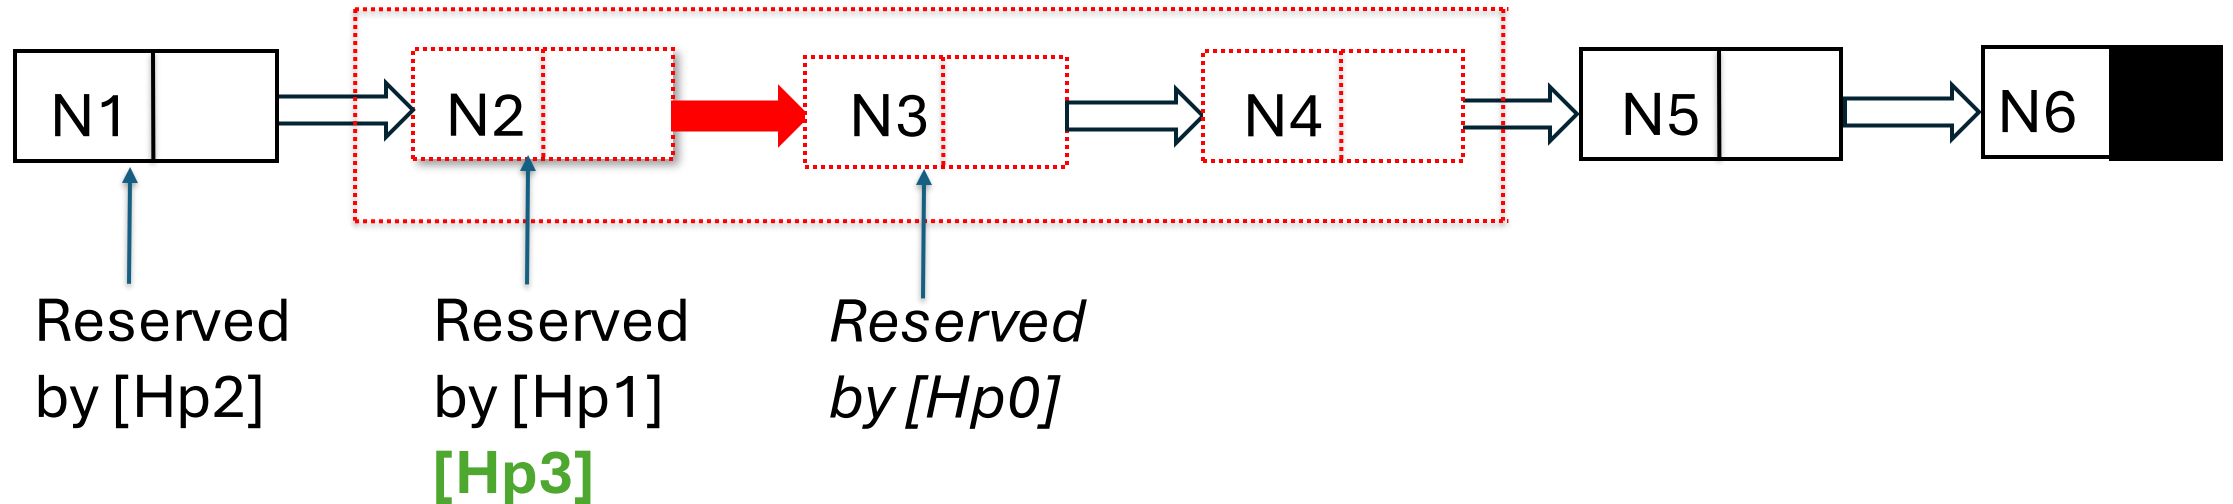 N1
N2
N3
N4
N5
N6
Reserved
by [Hp2]
Reserved
by [Hp1]
[Hp3]
Reserved
by [Hp0]